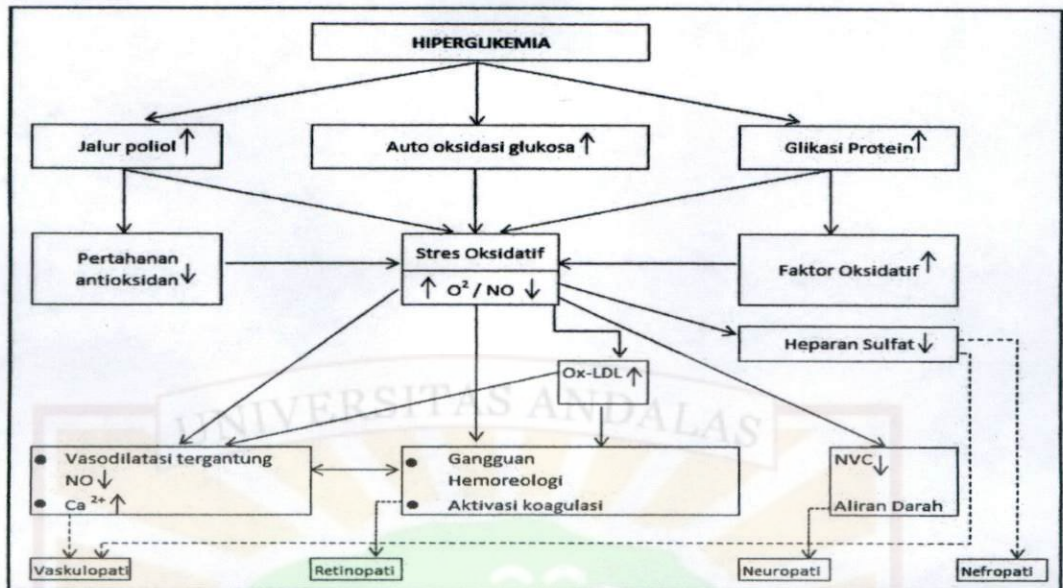 HIPERGLIKEMIA
Jalur poliol ↑
Auto oksidasi glukosa ↑
Glikasi Protein ↑
Pertahanan
antioksidan ↓
Stres Oksidatif
↑ O² / NO ↓
Faktor Oksidatif ↑
Heparan Sulfat ↓
Ox-LDL ↑
UNIVERSITAS ANDALAS
• Vasodilatasi tergantung
NO ↓
• Ca ²⁺ ↑
• Gangguan
Hemoreologi
• Aktivasi koagulasi
NVC ↓
Aliran Darah
Vaskulopati
Retinopati
Neuropati
Nefropati